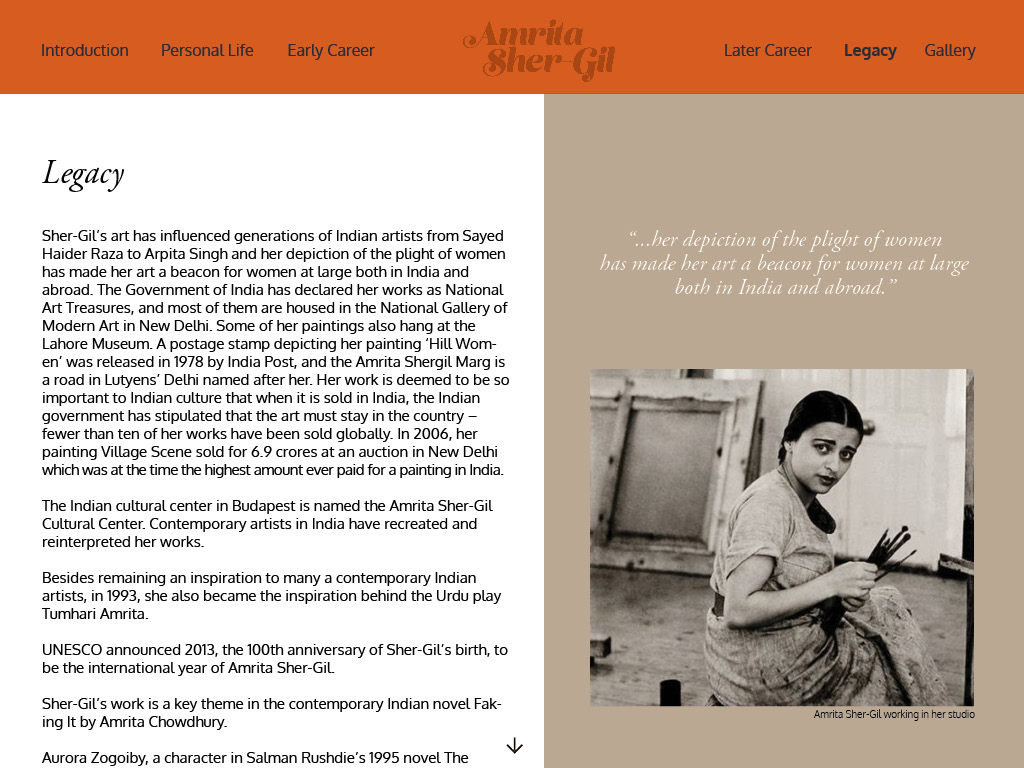 Introduction
Personal Life
Early Career
Amrita
Sher-Gil
Later Career
Legacy
Gallery
Legacy
Sher-Gil’s art has influenced generations of Indian artists from Sayed
Haider Raza to Arpita Singh and her depiction of the plight of women
has made her art a beacon for women at large both in India and
abroad. The Government of India has declared her works as National
Art Treasures, and most of them are housed in the National Gallery of
Modern Art in New Delhi. Some of her paintings also hang at the
Lahore Museum. A postage stamp depicting her painting ‘Hill Wom-
en’ was released in 1978 by India Post, and the Amrita Shergil Marg is
a road in Lutyens’ Delhi named after her. Her work is deemed to be so
important to Indian culture that when it is sold in India, the Indian
government has stipulated that the art must stay in the country –
fewer than ten of her works have been sold globally. In 2006, her
painting Village Scene sold for 6.9 crores at an auction in New Delhi
which was at the time the highest amount ever paid for a painting in India.
The Indian cultural center in Budapest is named the Amrita Sher-Gil
Cultural Center. Contemporary artists in India have recreated and
reinterpreted her works.
Besides remaining an inspiration to many a contemporary Indian
artists, in 1993, she also became the inspiration behind the Urdu play
Tumhari Amrita.
UNESCO announced 2013, the 100th anniversary of Sher-Gil’s birth, to
be the international year of Amrita Sher-Gil.
Sher-Gil’s work is a key theme in the contemporary Indian novel Fak-
ing It by Amrita Chowdhury.
Aurora Zogoiby, a character in Salman Rushdie’s 1995 novel The
“...her depiction of the plight of women
has made her art a beacon for women at large
both in India and abroad.”
Amrita Sher-Gil working in her studio